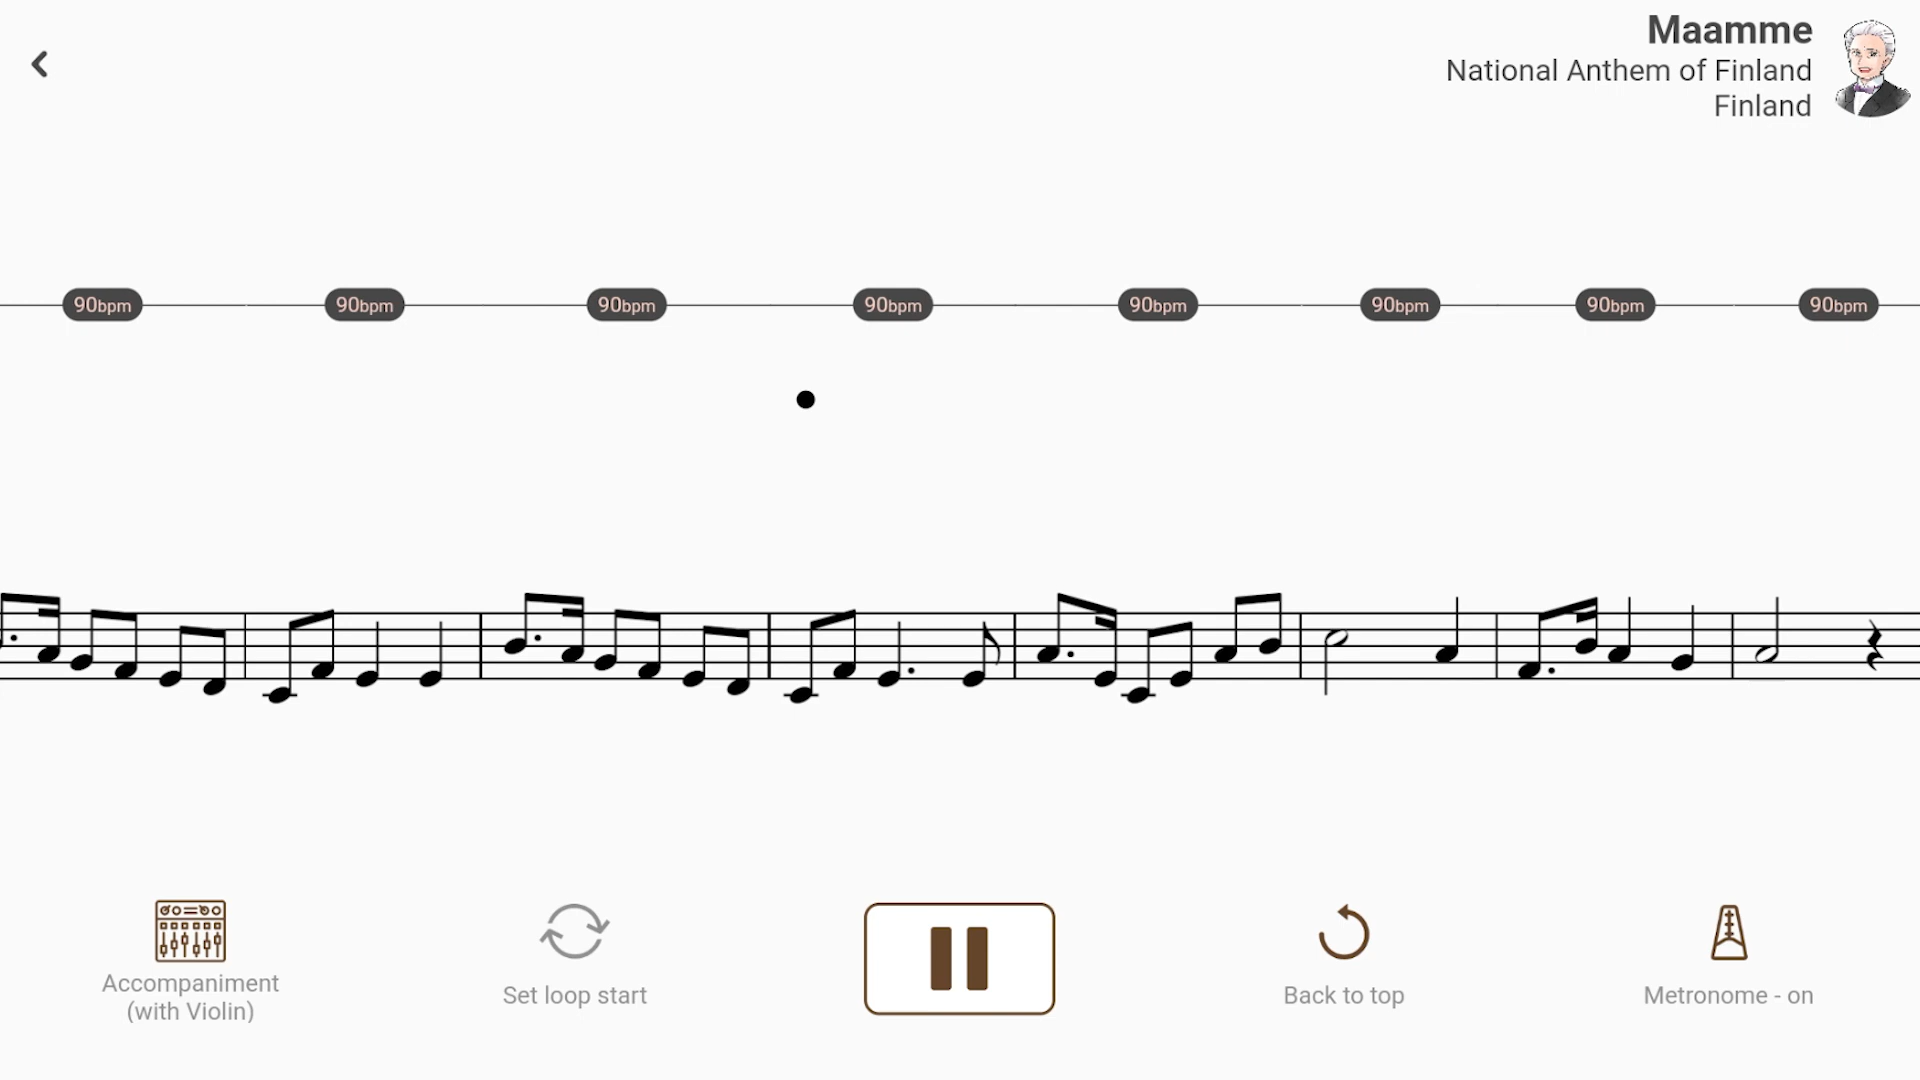 Maamme
National Anthem of Finland
Finland
90bpm 90bpm 90bpm 90bpm 90bpm 90bpm 90bpm 90bpm
Accompaniment
(with Violin)
Set loop start
Back to top
Metronome - on